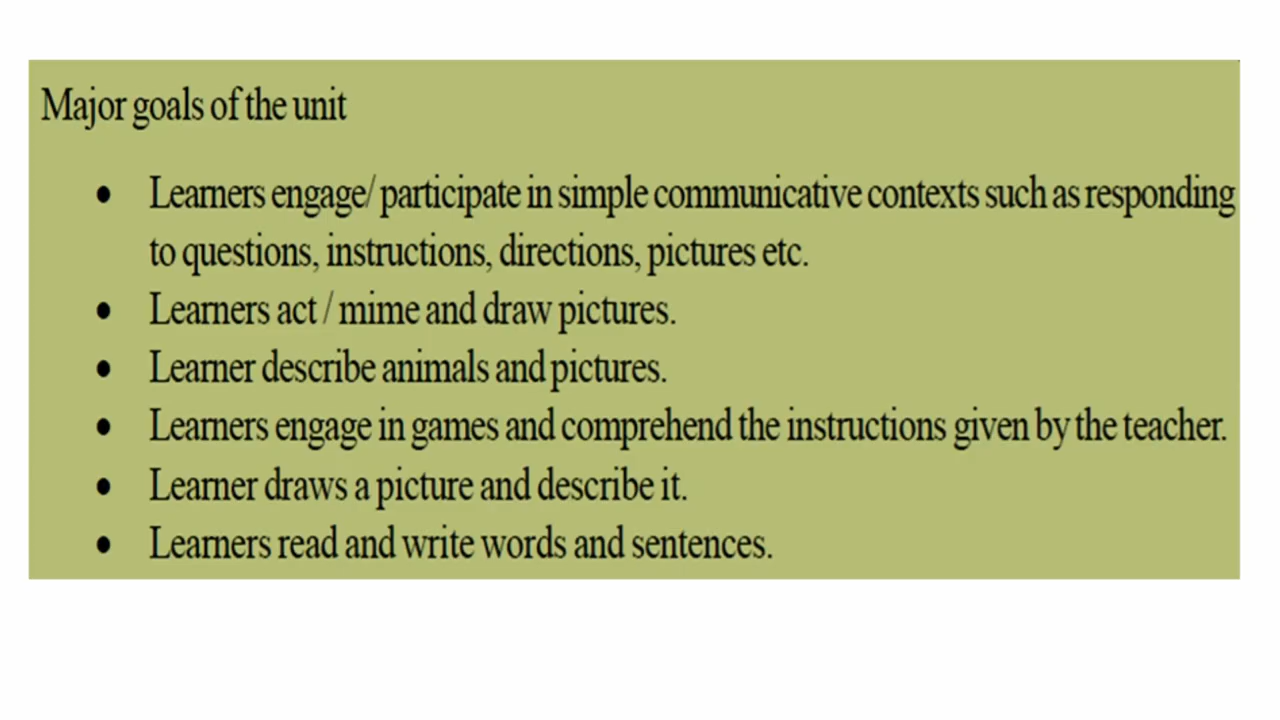 Major goals of the unit
• Learners engage/ participate in simple communicative contexts such as responding
to questions, instructions, directions, pictures etc.
• Learners act / mime and draw pictures.
• Learner describe animals and pictures.
• Learners engage in games and comprehend the instructions given by the teacher.
• Learner draws a picture and describe it.
• Learners read and write words and sentences.